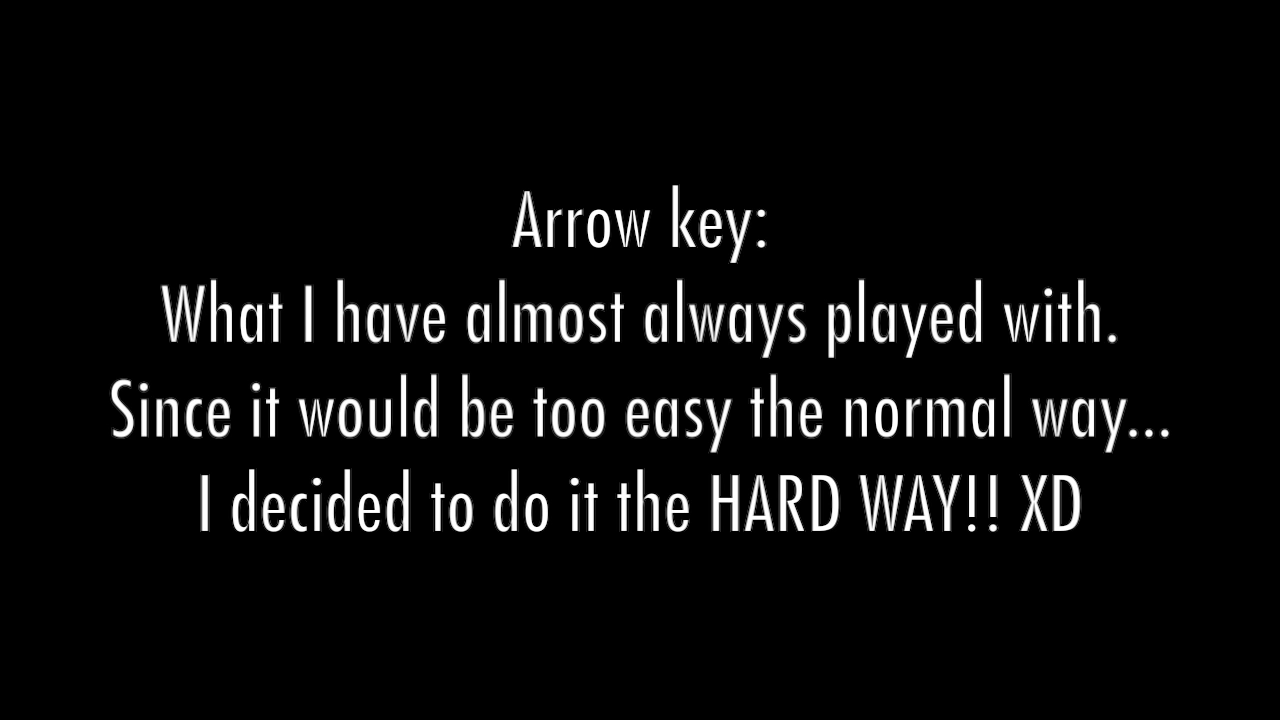 Arrow key:
What I have almost always played with.
Since it would be too easy the normal way...
I decided to do it the HARD WAY!! XD